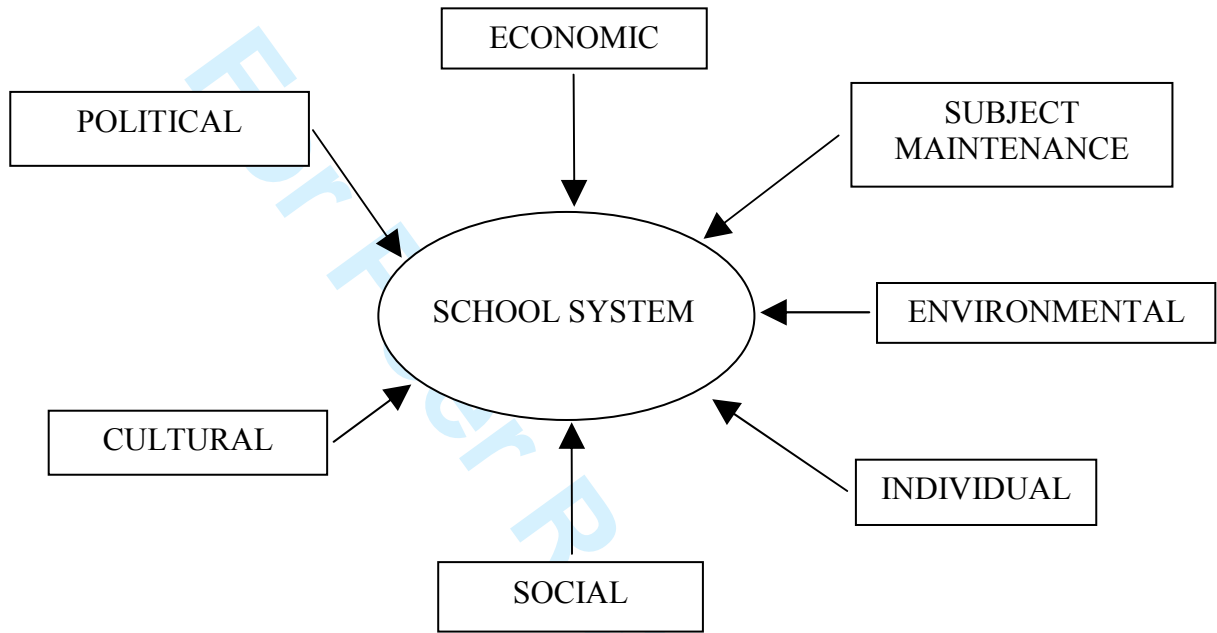 ECONOMIC
POLITICAL
SUBJECT
MAINTENANCE
SCHOOL SYSTEM
ENVIRONMENTAL
CULTURAL
INDIVIDUAL
SOCIAL